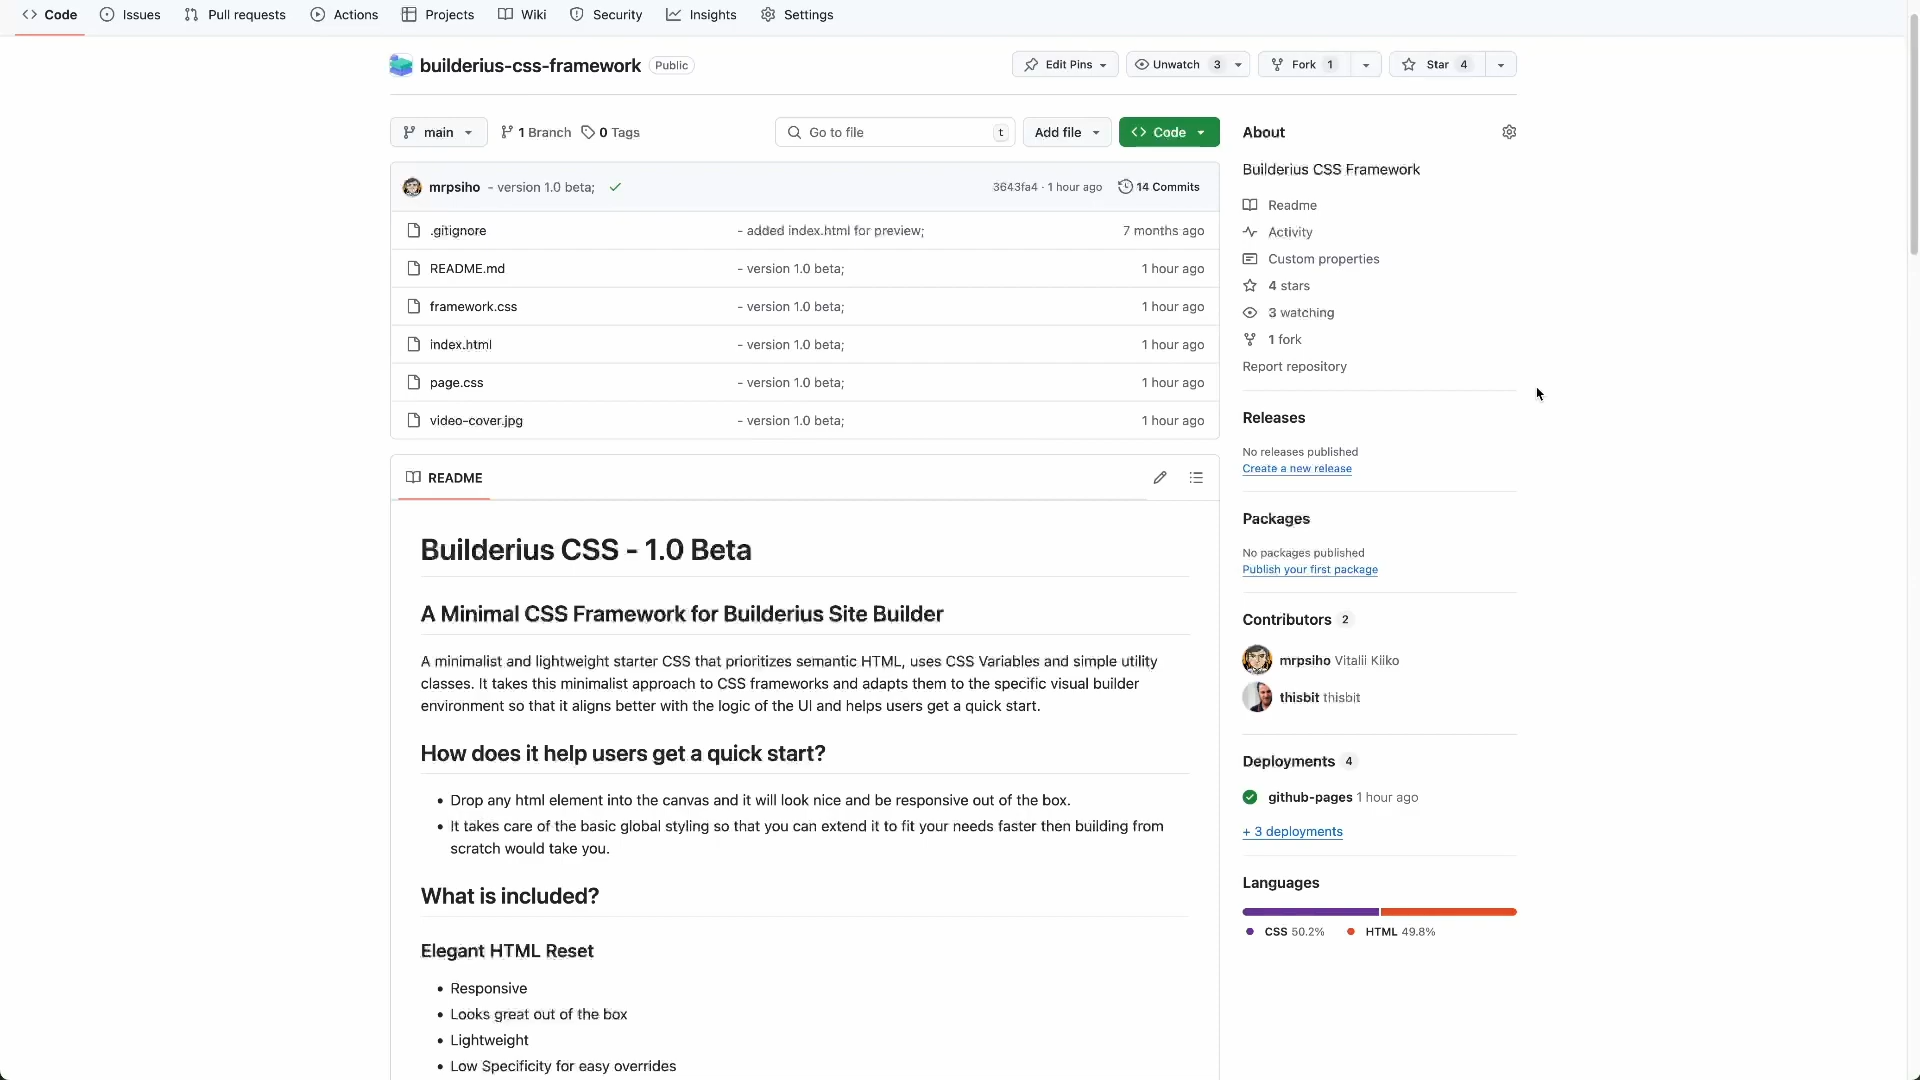 Code Issues Pull requests Actions Projects Wiki Security Insights Settings
builderius-css-framework Public Edit Pins Unwatch 3 Fork 1 Star 4
main 1 Branch 0 Tags Go to file t Add file Code
mrpsiho - version 1.0 beta; 3643fa4 · 1 hour ago 14 Commits
.gitignore - added index.html for preview; 7 months ago
README.md - version 1.0 beta; 1 hour ago
framework.css - version 1.0 beta; 1 hour ago
index.html - version 1.0 beta; 1 hour ago
page.css - version 1.0 beta; 1 hour ago
video-cover.jpg - version 1.0 beta; 1 hour ago
README
Builderius CSS - 1.0 Beta
A Minimal CSS Framework for Builderius Site Builder
A minimalist and lightweight starter CSS that prioritizes semantic HTML, uses CSS Variables and simple utility
classes. It takes this minimalist approach to CSS frameworks and adapts them to the specific visual builder
environment so that it aligns better with the logic of the UI and helps users get a quick start.
How does it help users get a quick start?
• Drop any html element into the canvas and it will look nice and be responsive out of the box.
• It takes care of the basic global styling so that you can extend it to fit your needs faster then building from
scratch would take you.
What is included?
Elegant HTML Reset
• Responsive
• Looks great out of the box
• Lightweight
• Low Specificity for easy overrides
About
Builderius CSS Framework
Readme
Activity
Custom properties
4 stars
3 watching
1 fork
Report repository
Releases
No releases published
Create a new release
Packages
No packages published
Publish your first package
Contributors 2
mrpsiho Vitalii Kiiko
thisbit thisbit
Deployments 4
github-pages 1 hour ago
+ 3 deployments
Languages
CSS 50.2% HTML 49.8%